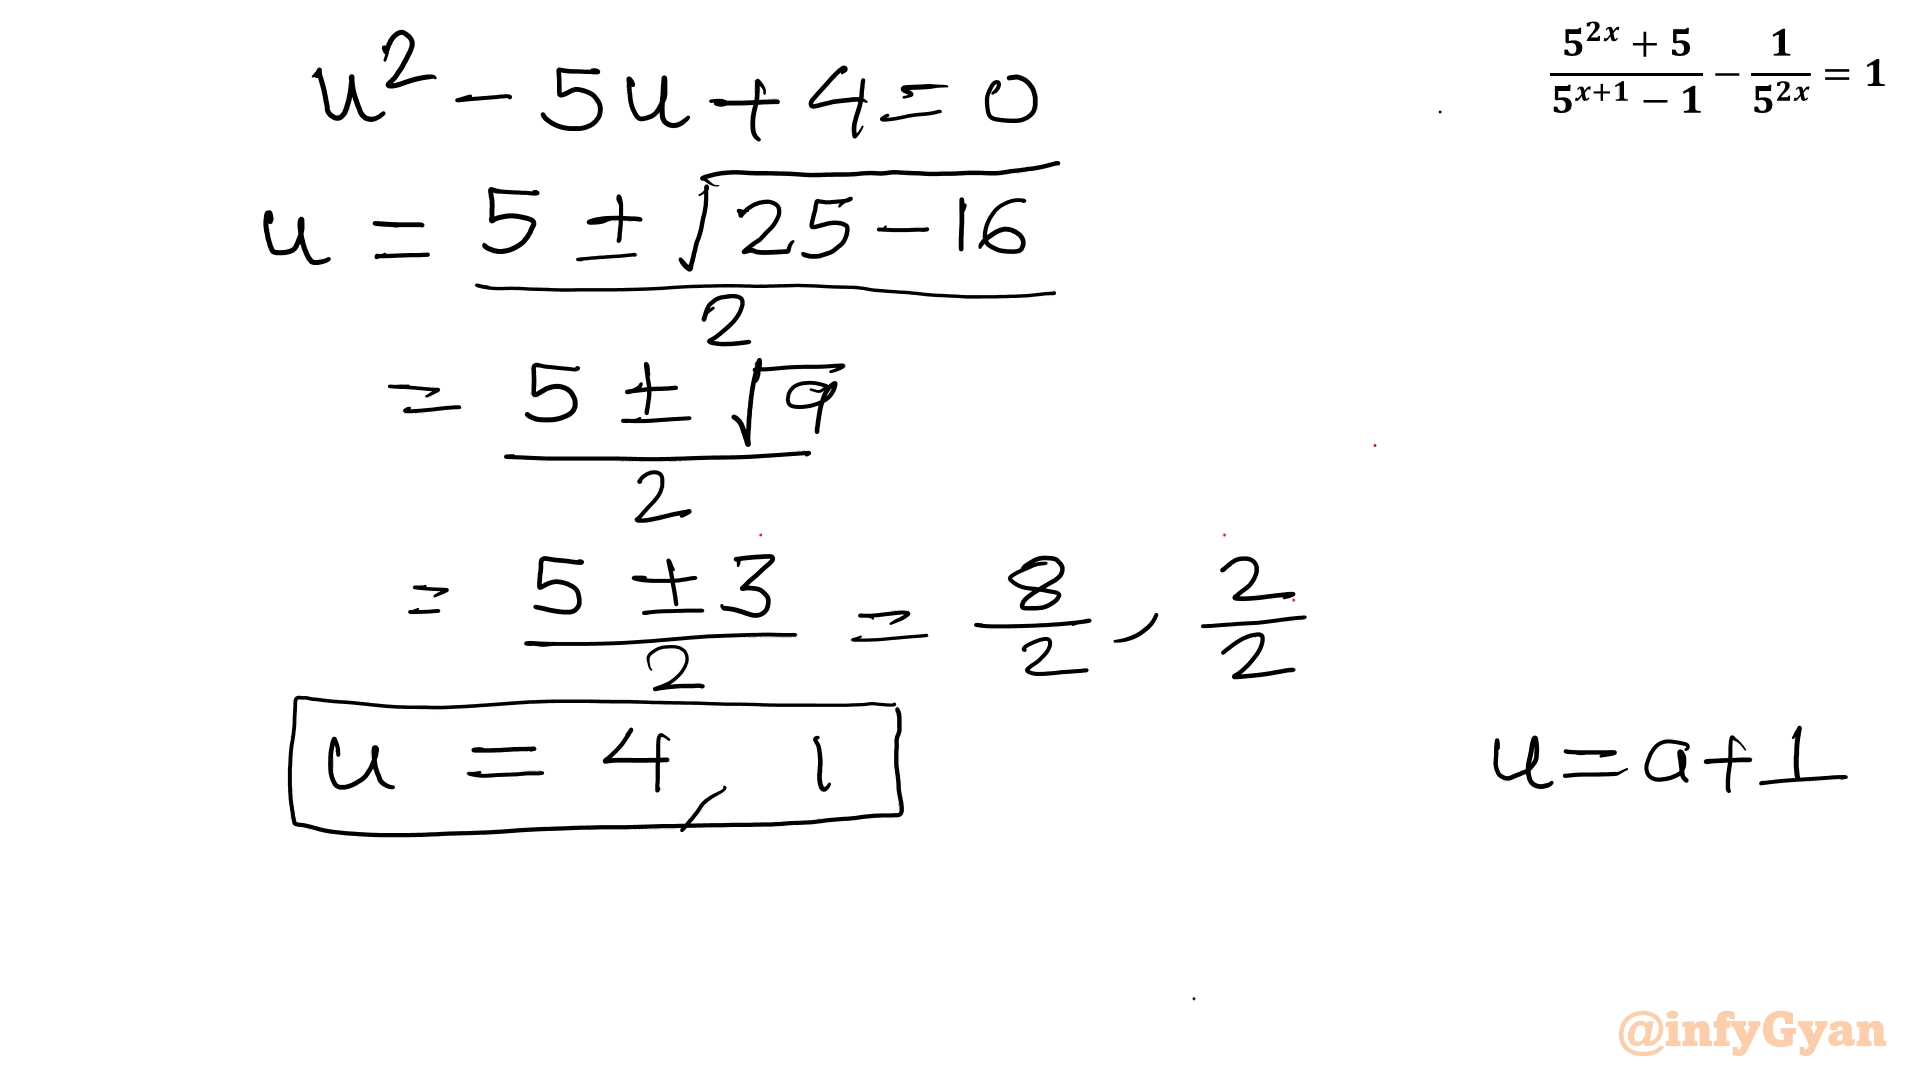 u² - 5u + 4 = 0
(5^{2x} + 5)/(5^{x+1} - 1) - 1/5^{2x} = 1
u = (5 ± √(25 - 16))/2
= (5 ± √9)/2
= (5 ± 3)/2 = 8/2, 2/2
u = 4, 1
u = a + 1
@infyGyan